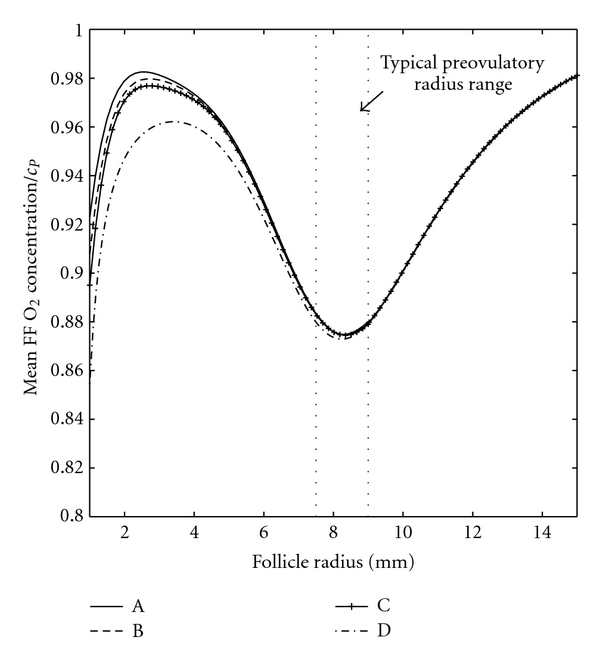 1
0.98
0.96
0.94
0.92
0.9
0.88
0.86
0.84
0.82
0.8
Mean FF O₂ concentration/cP
Typical preovulatory
radius range
2 4 6 8 10 12 14
Follicle radius (mm)
A C
B D